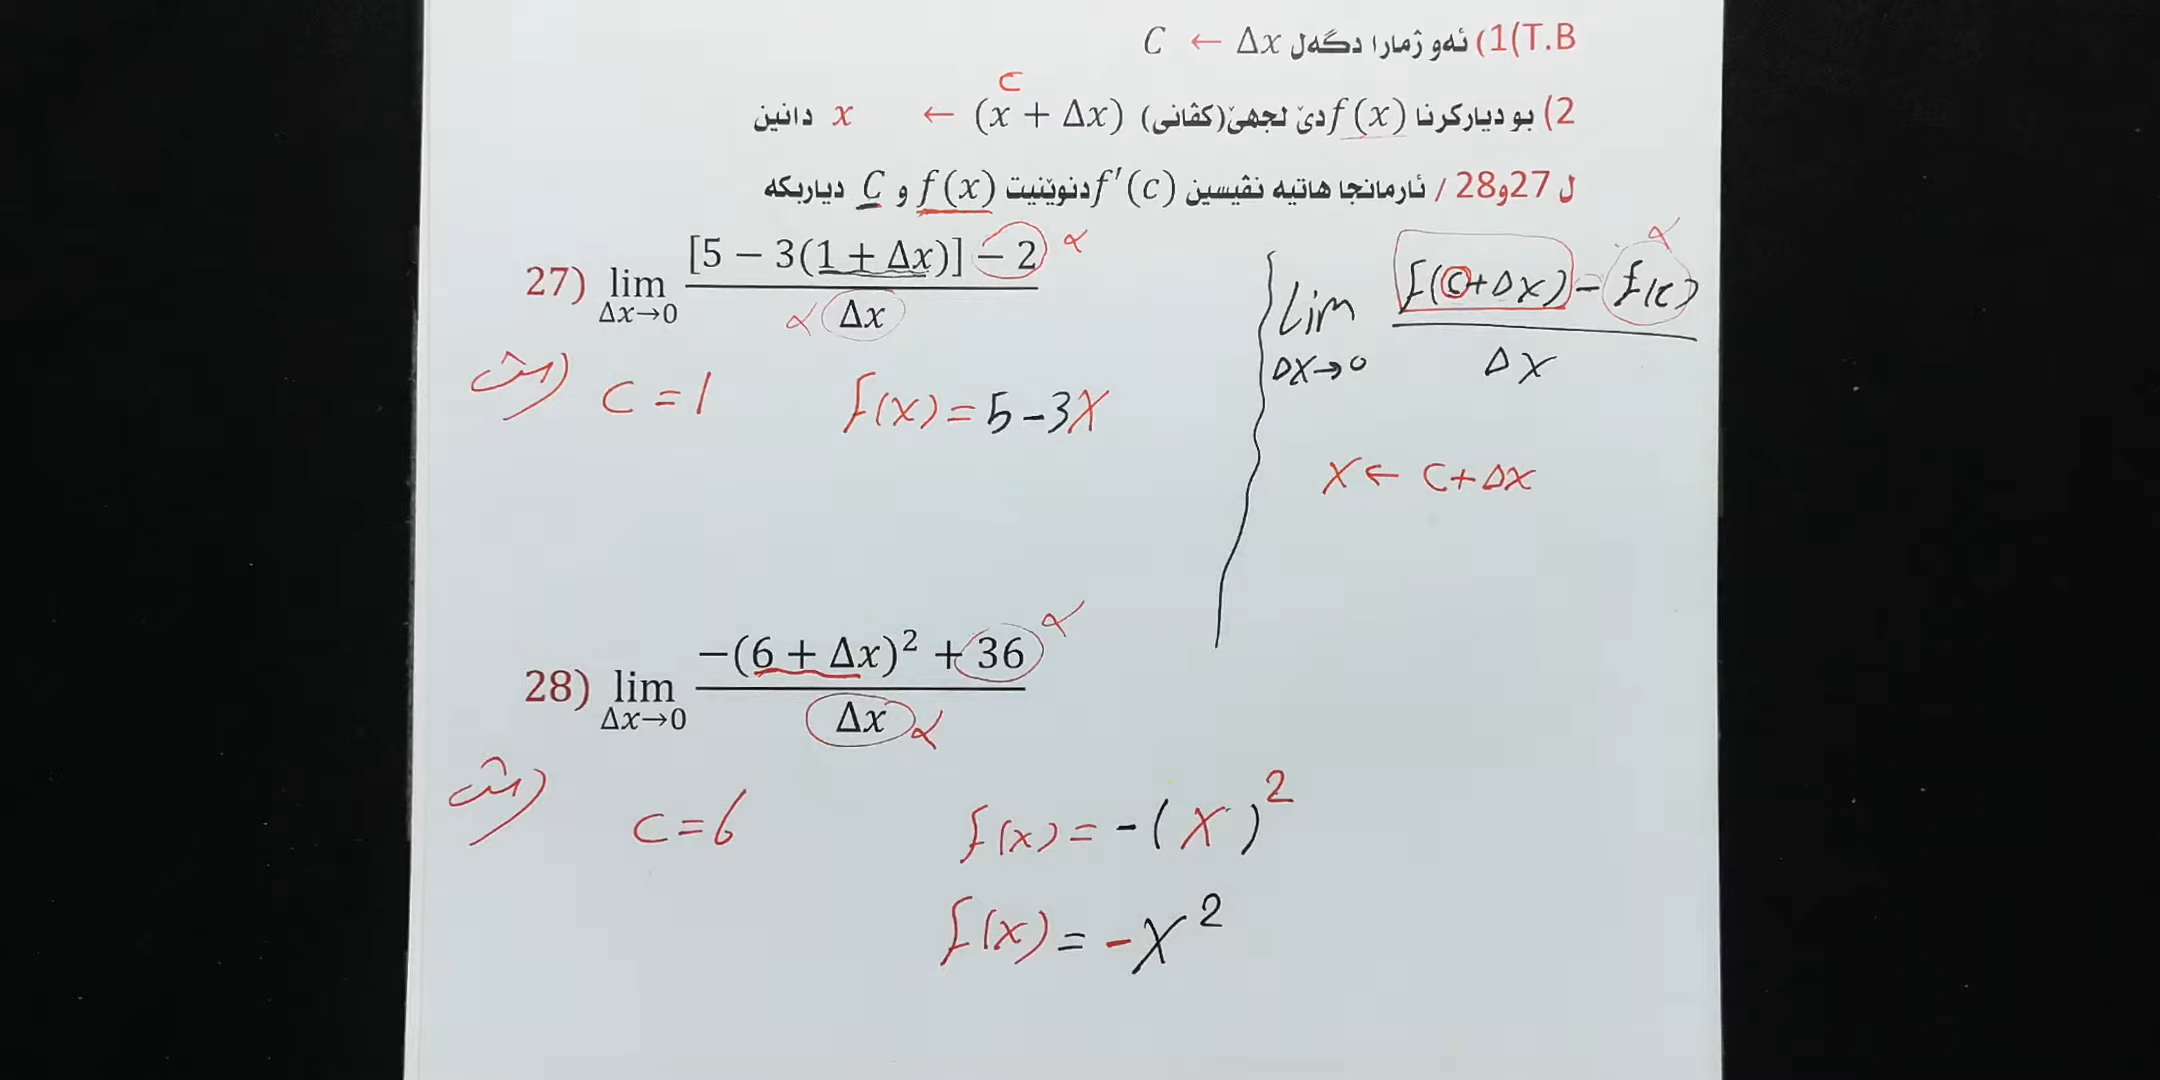 T.B(1) ئەو ژمارا دگەل Δx ← C
C
2) بو دیارکرنا f(x) دێ لجهێ(کڤانی) (x + Δx) ← x دانین
ل 27و28 / ئارمانجا هاتیە نڤیسین f′(c) دنوێنیت f(x) و C دیاربکە
27) lim Δx→0 [5 − 3(1 + Δx)] − 2 / Δx
lim Δx→0 f(c+Δx) − f(c) / Δx
C = 1 f(x) = 5 − 3x
x ← c+Δx
28) lim Δx→0 −(6 + Δx)² + 36 / Δx
C = 6 f(x) = −(x)²
f(x) = −x²